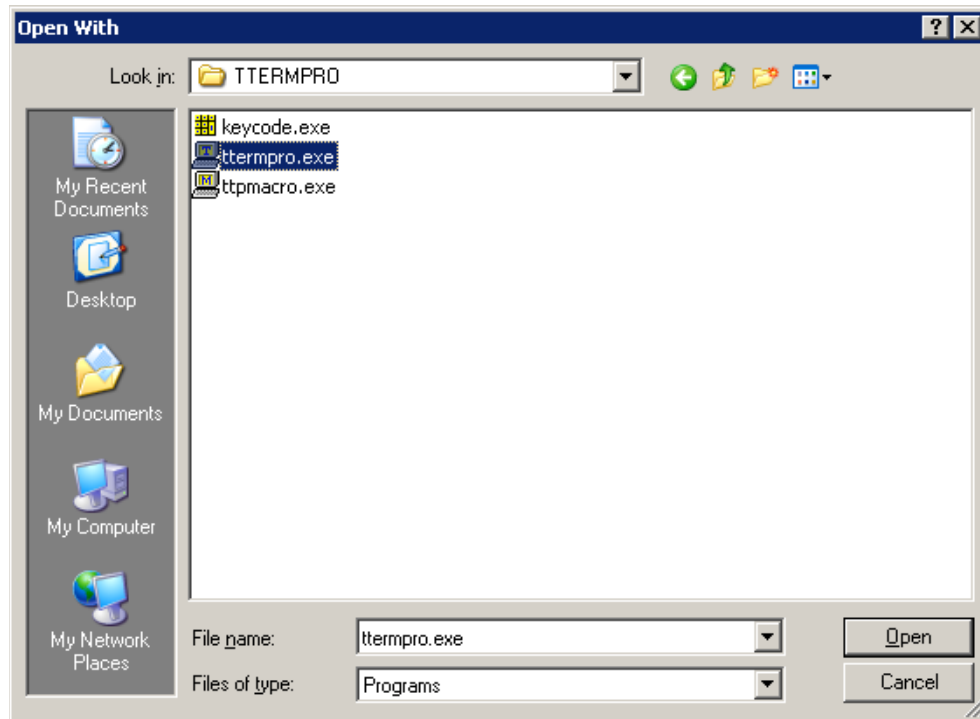 Open With
Look in: TTERMPRO
keycode.exe
ttermpro.exe
ttpmacro.exe
My Recent
Documents
Desktop
My Documents
My Computer
My Network
Places
File name: ttermpro.exe Open
Files of type: Programs Cancel